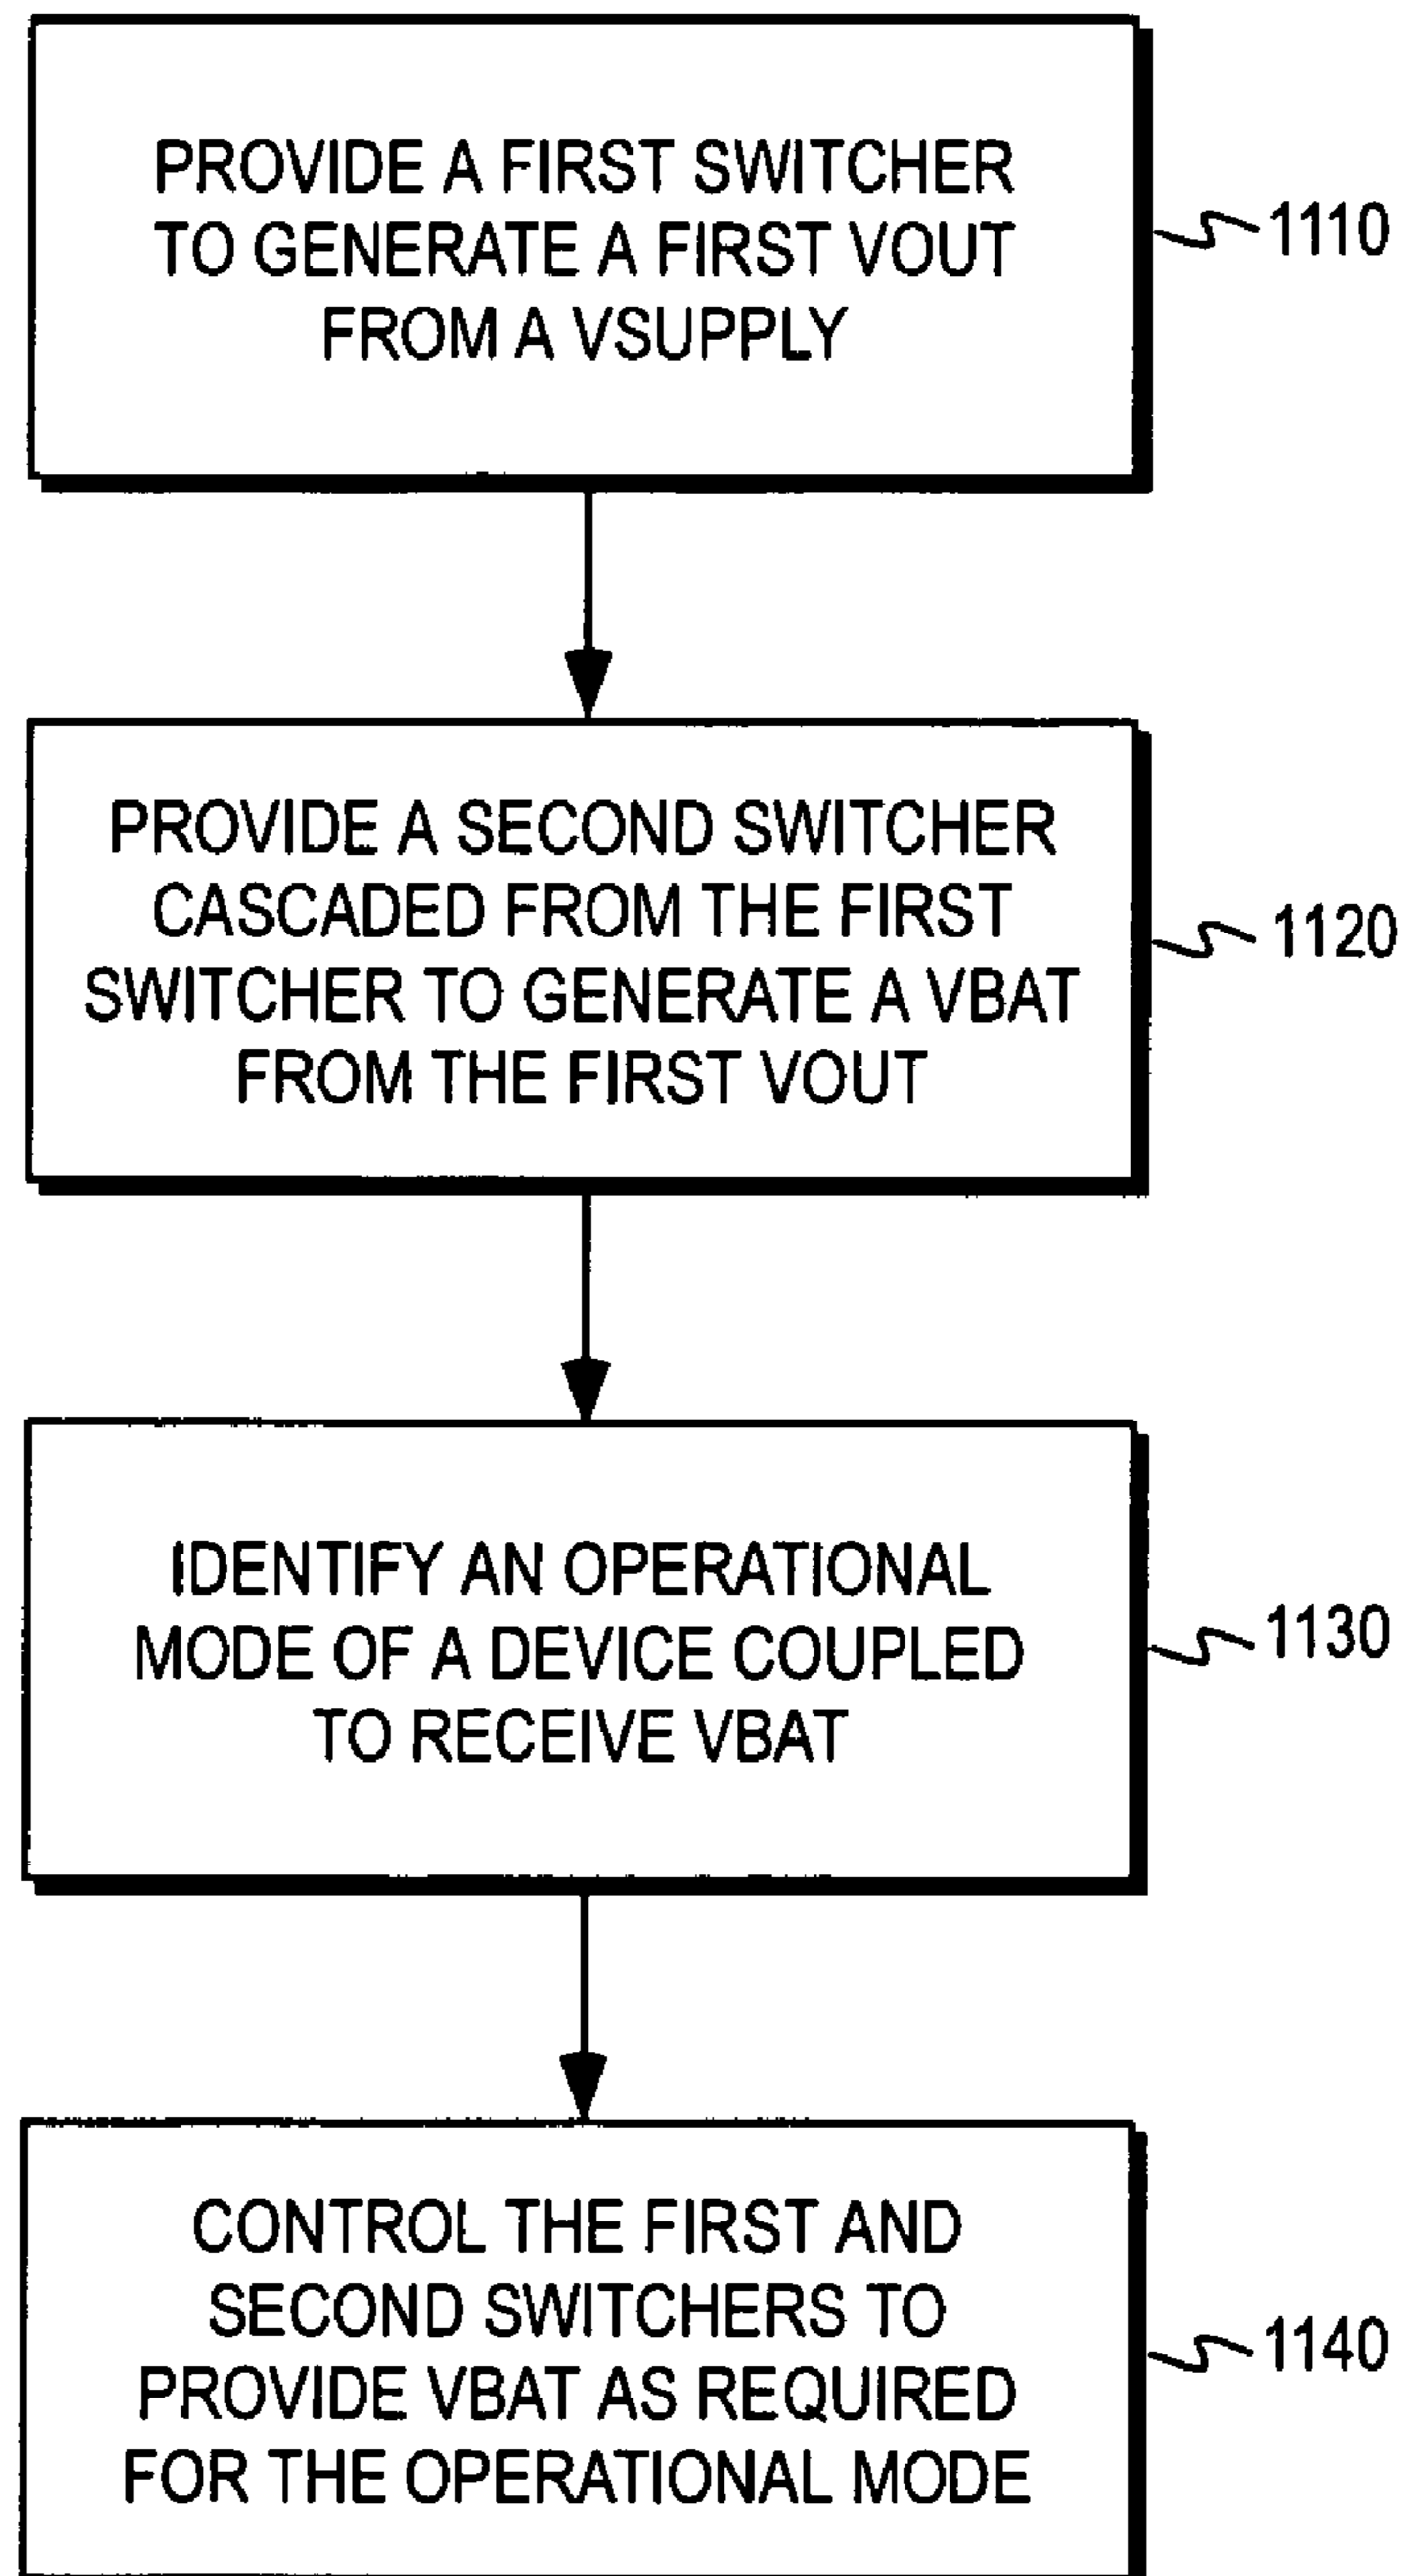 PROVIDE A FIRST SWITCHER
TO GENERATE A FIRST VOUT
FROM A VSUPPLY
1110
PROVIDE A SECOND SWITCHER
CASCADED FROM THE FIRST
SWITCHER TO GENERATE A VBAT
FROM THE FIRST VOUT
1120
IDENTIFY AN OPERATIONAL
MODE OF A DEVICE COUPLED
TO RECEIVE VBAT
1130
CONTROL THE FIRST AND
SECOND SWITCHERS TO
PROVIDE VBAT AS REQUIRED
FOR THE OPERATIONAL MODE
1140